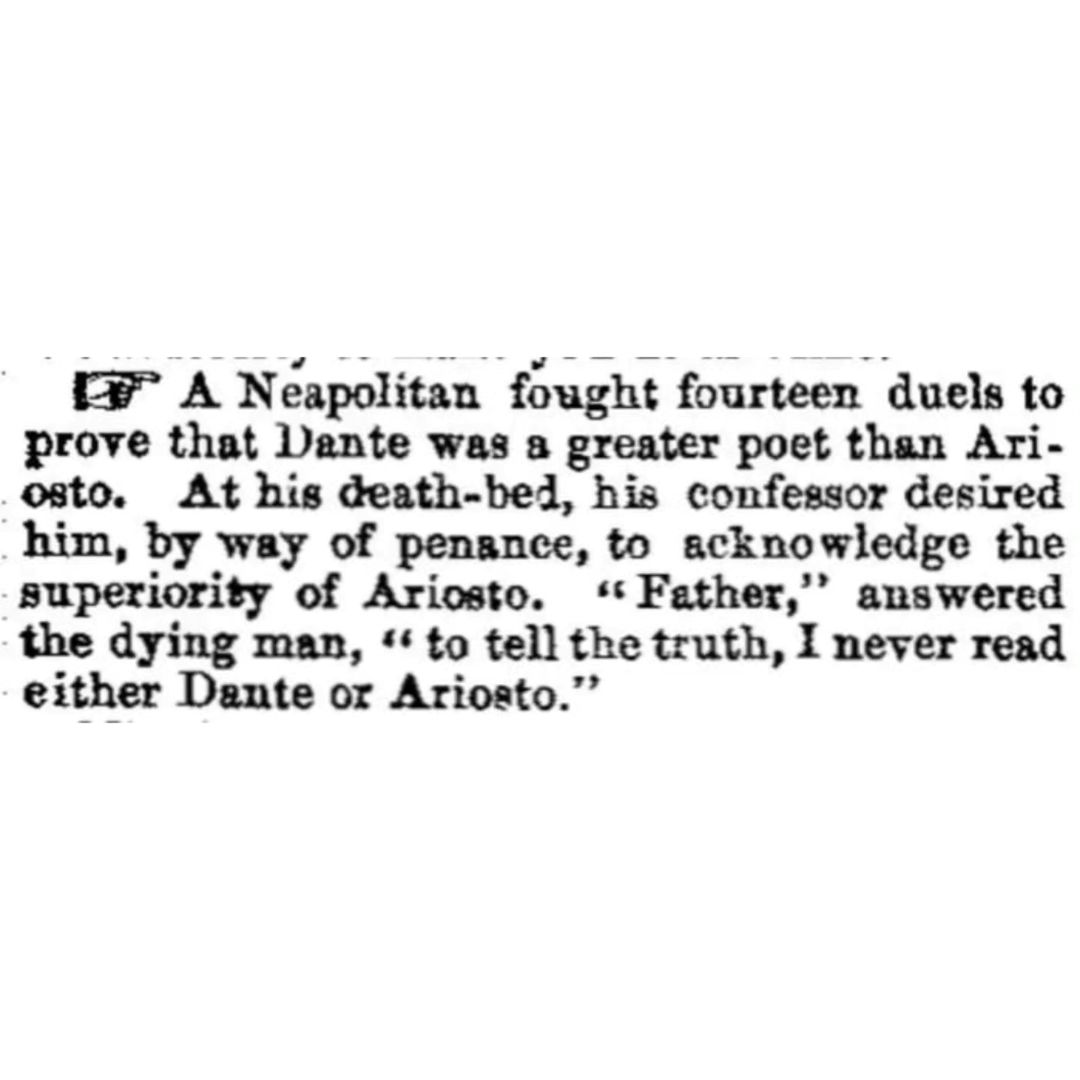 ☞ A Neapolitan fought fourteen duels to
prove that Dante was a greater poet than Ari-
osto. At his death-bed, his confessor desired
him, by way of penance, to acknowledge the
superiority of Ariosto. “Father,” answered
the dying man, “to tell the truth, I never read
either Dante or Ariosto.”